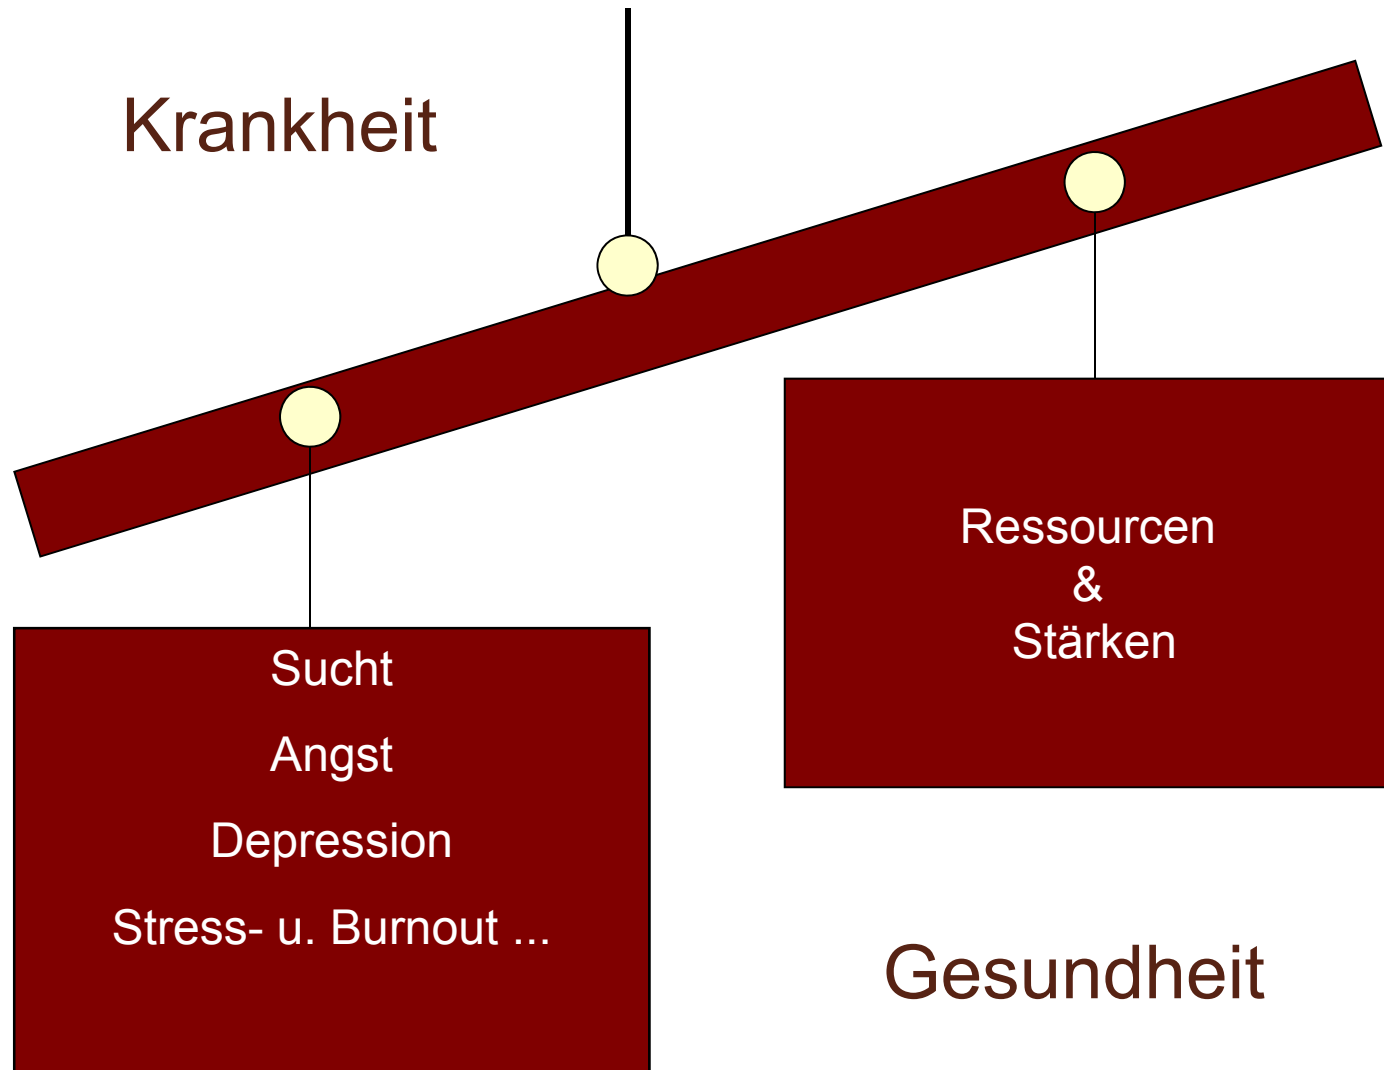 Krankheit
Ressourcen
&
Stärken
Sucht
Angst
Depression
Stress- u. Burnout ...
Gesundheit